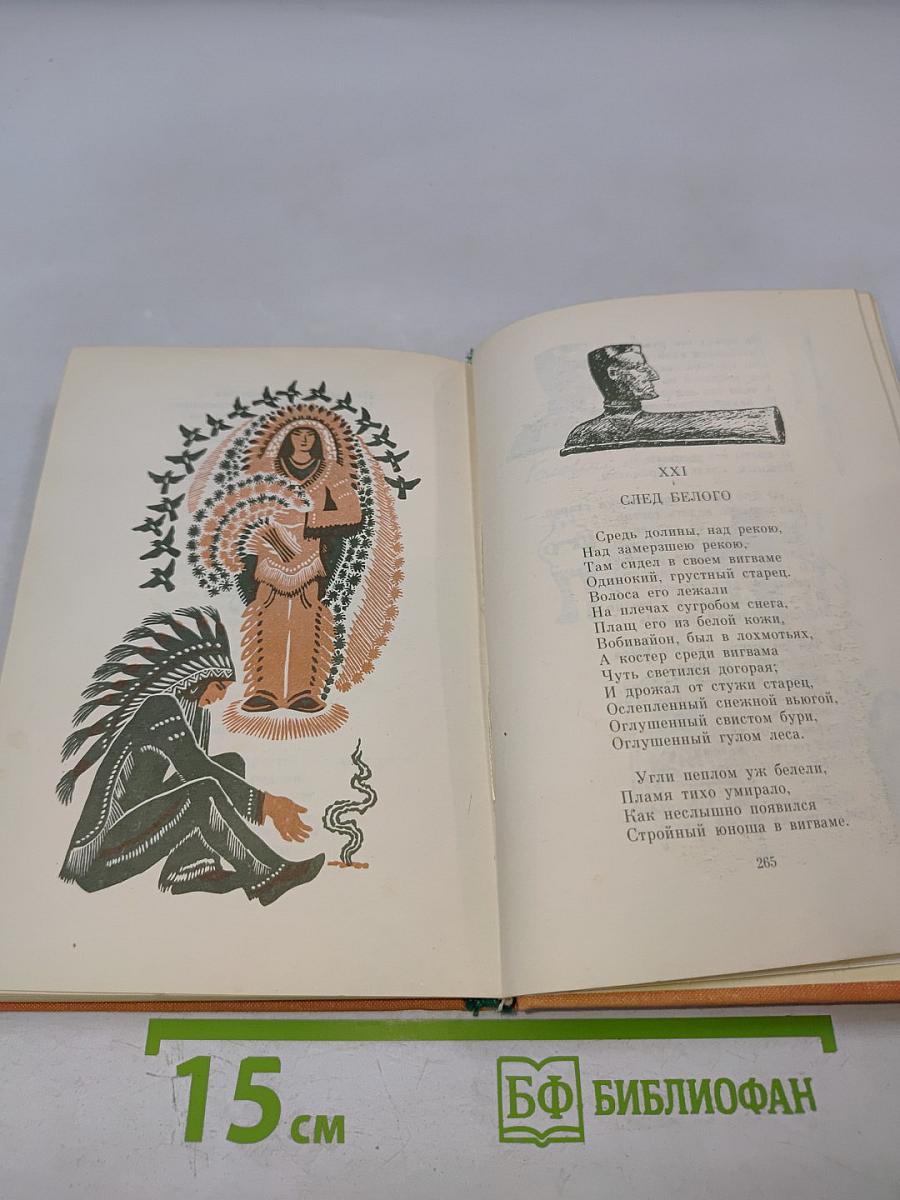 XXI
СЛЕД БЕЛОГО
Средь долины, над рекою,
Над замерзшею рекою,
Там сидел в своем вигваме
Одинокий, грустный старец.
Волоса его лежали
На плечах сугробом снега,
Плащ его из белой кожи,
Вобивайон, был в лохмотьях,
А костер среди вигвама
Чуть светился догорая;
И дрожал от стужи старец,
Ослепленный снежной вьюгой,
Оглушенный свистом бури,
Оглушенный гулом леса.
Угли пеплом уж белели,
Пламя тихо умирало,
Как неслышно появился
Стройный юноша в вигваме.
265
15 см
БФ БИБЛИОФАН